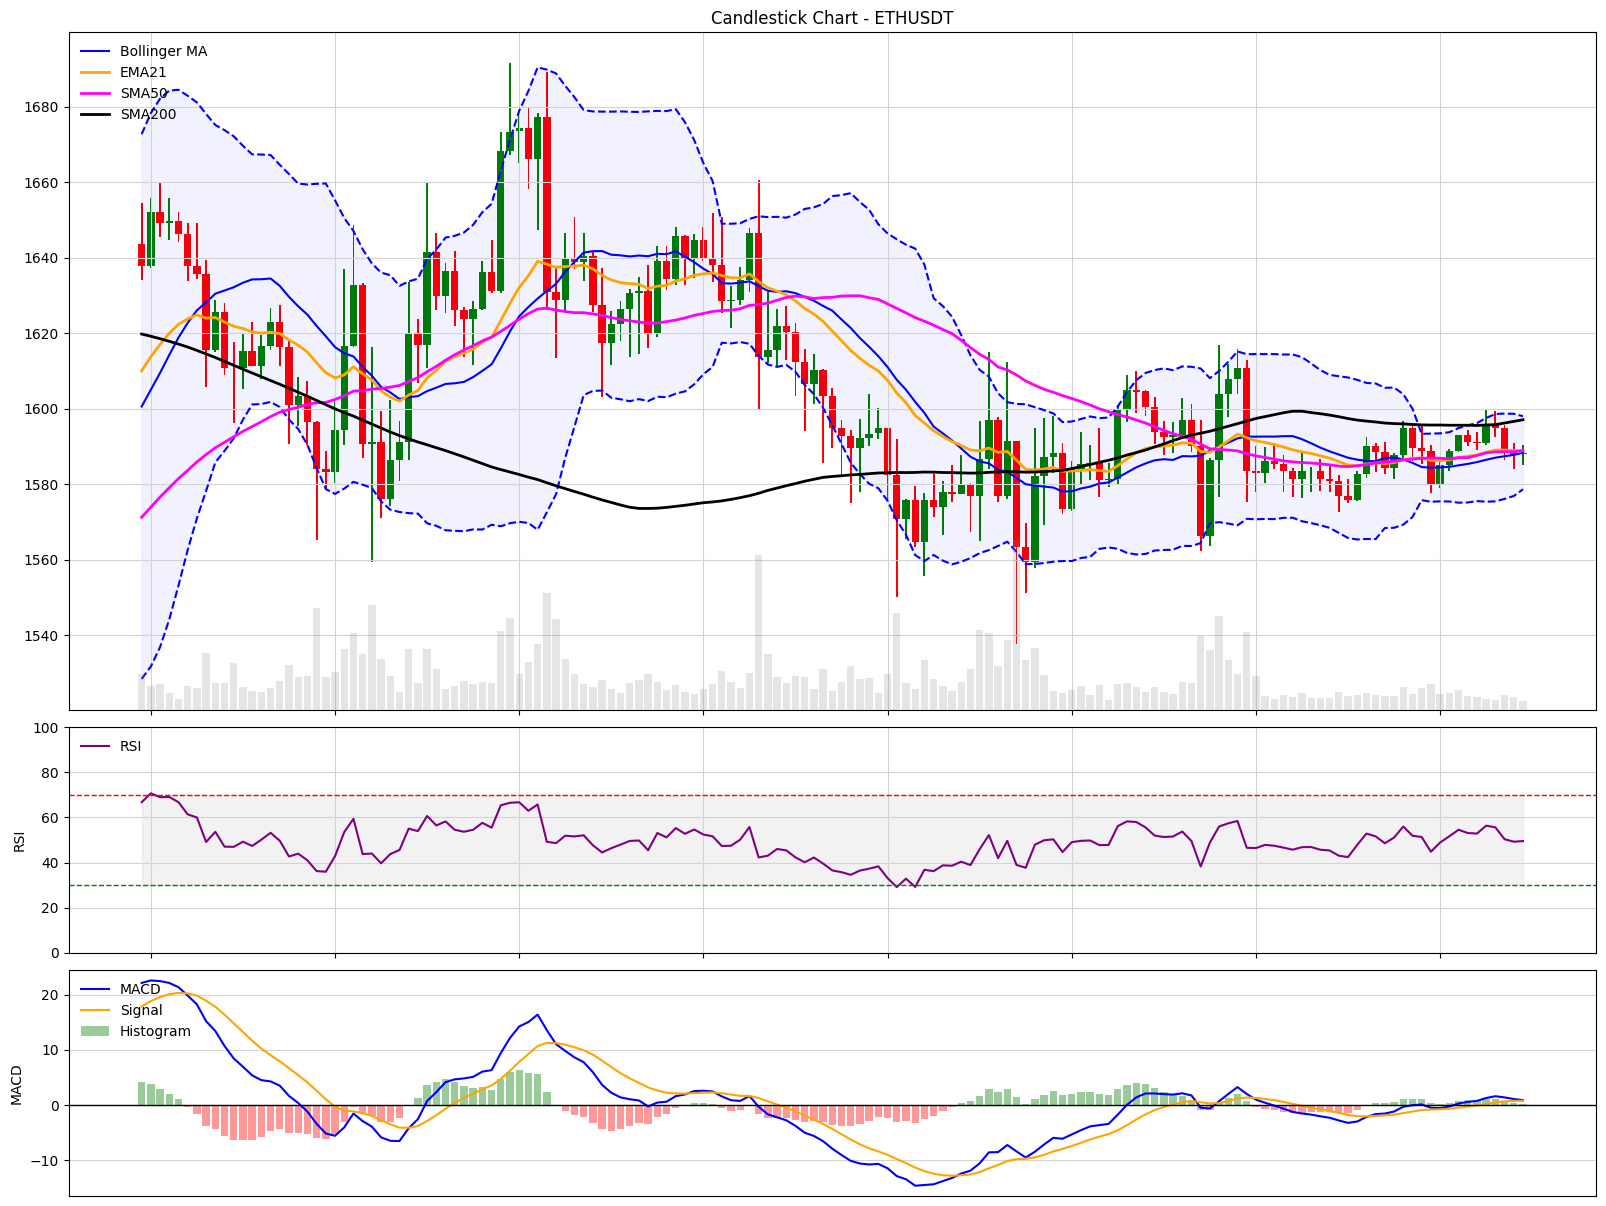 Candlestick Chart - ETHUSDT
Bollinger MA
EMA21
SMA50
SMA200
1680
1660
1640
1620
1600
1580
1560
1540
RSI
100
80
60
40
20
0
RSI
MACD
Signal
Histogram
20
10
0
−10
MACD